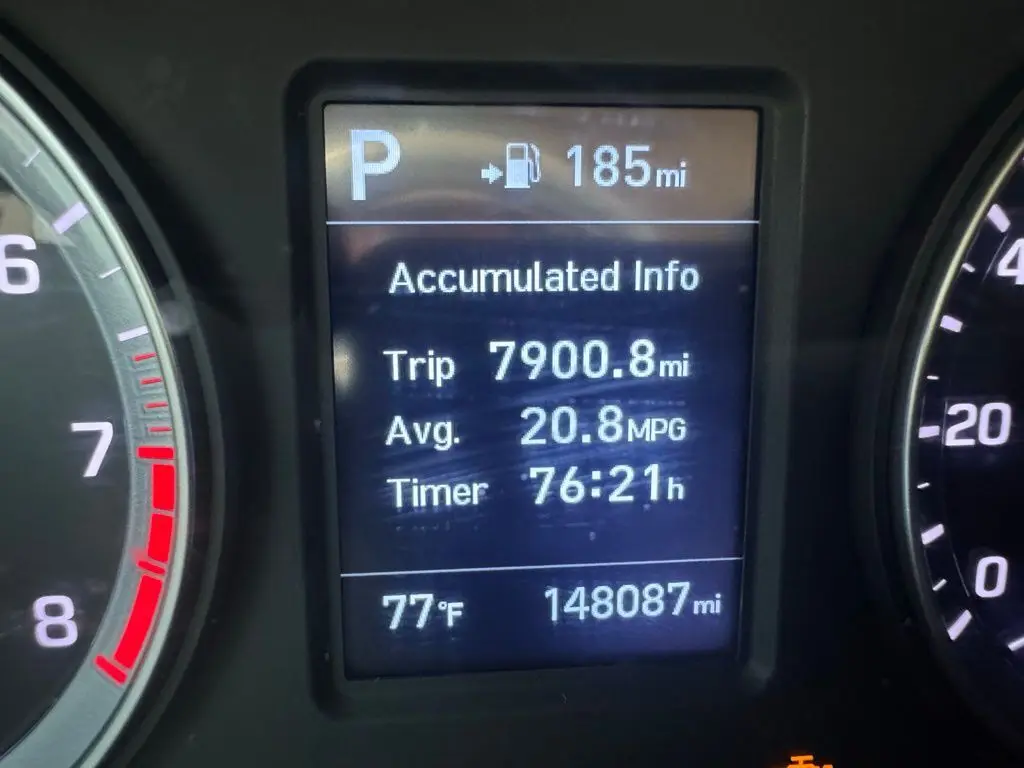 P 185mi
Accumulated Info
Trip 7900.8mi
Avg. 20.8MPG
Timer 76:21h
77°F 148087mi
6
7
8
4
20
0